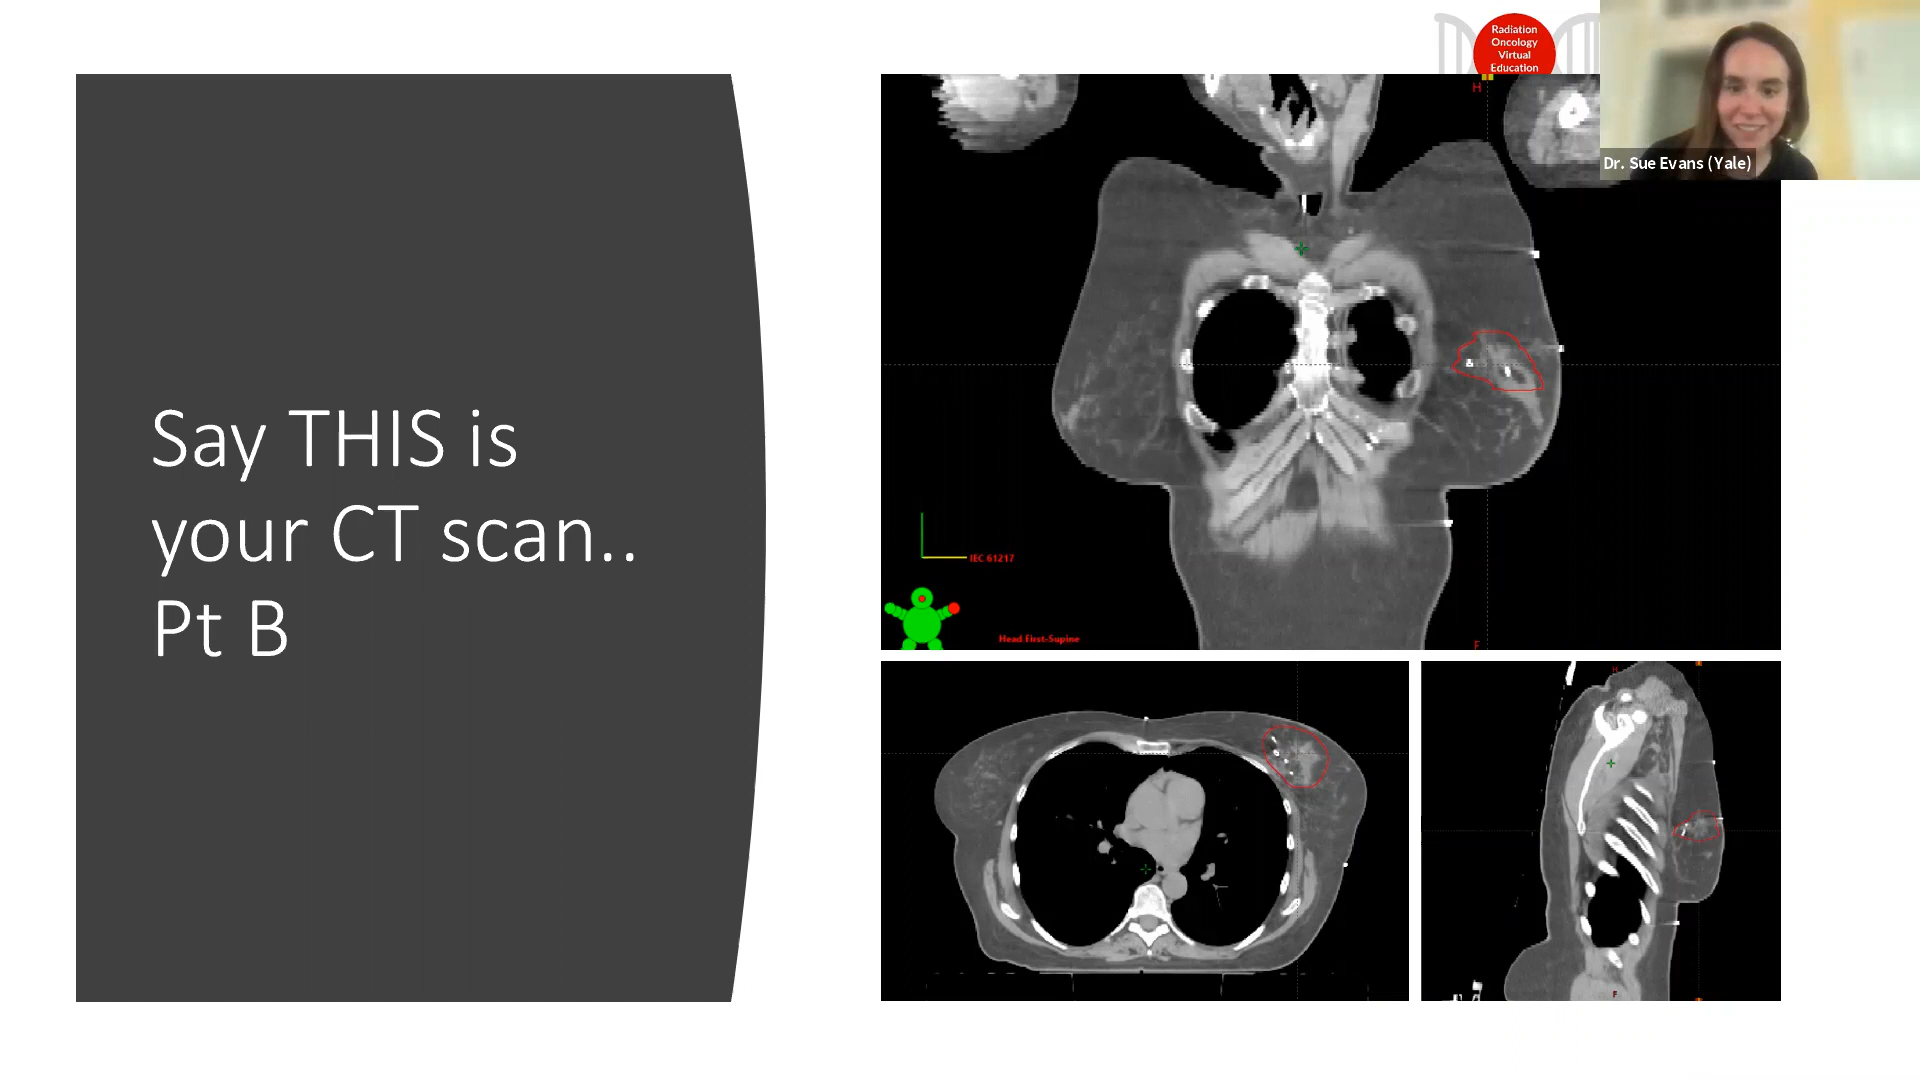 Radiation
Oncology
Virtual
Education
Dr. Sue Evans (Yale)
Say THIS is
your CT scan..
Pt B
H
IEC 61217
Head First-Supine
F
H
F